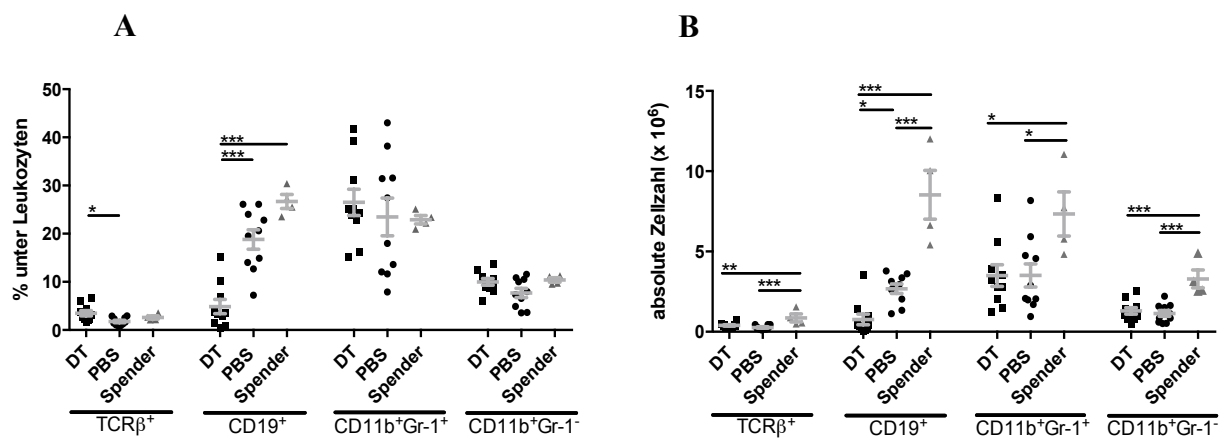 A
% unter Leukozyten
50
40
30
20
10
0
*
***
***
DT
PBS
Spender
DT
PBS
Spender
DT
PBS
Spender
DT
PBS
Spender
TCRβ⁺
CD19⁺
CD11b⁺Gr-1⁺
CD11b⁺Gr-1⁻
B
absolute Zellzahl (x 10⁶)
15
10
5
0
**
***
***
*
***
*
*
***
***
DT
PBS
Spender
DT
PBS
Spender
DT
PBS
Spender
DT
PBS
Spender
TCRβ⁺
CD19⁺
CD11b⁺Gr-1⁺
CD11b⁺Gr-1⁻